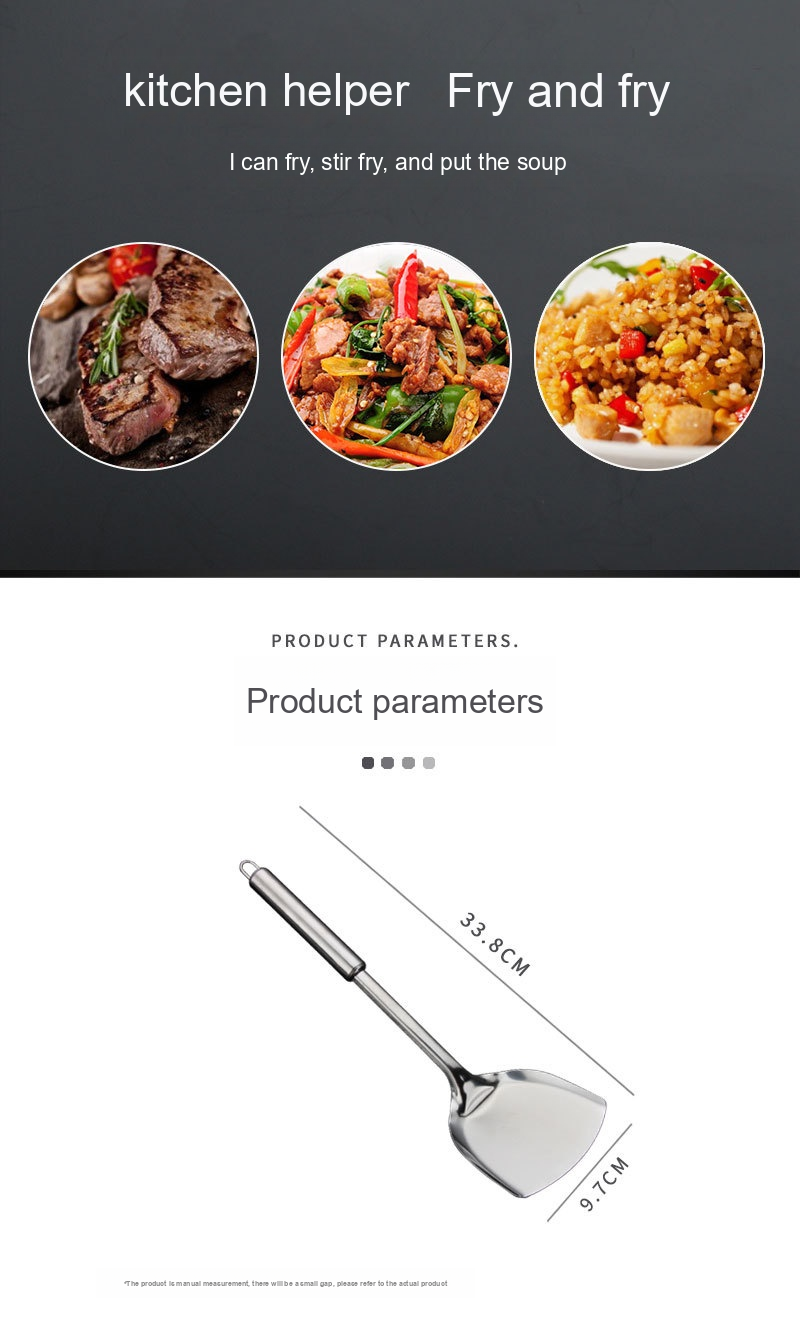 kitchen helper Fry and fry
I can fry, stir fry, and put the soup
PRODUCT PARAMETERS.
Product parameters
33.8CM
9.7CM
*The product is manual measurement, there will be a small gap, please refer to the actual product